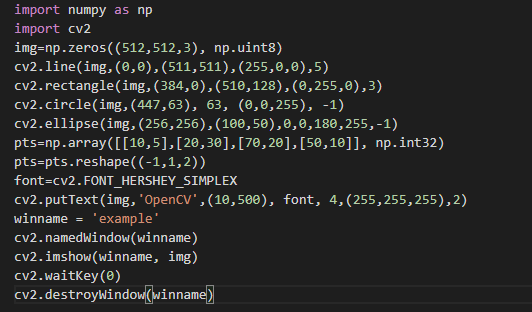 import numpy as np
import cv2
img=np.zeros((512,512,3), np.uint8)
cv2.line(img,(0,0),(511,511),(255,0,0),5)
cv2.rectangle(img,(384,0),(510,128),(0,255,0),3)
cv2.circle(img,(447,63), 63, (0,0,255), -1)
cv2.ellipse(img,(256,256),(100,50),0,0,180,255,-1)
pts=np.array([[10,5],[20,30],[70,20],[50,10]], np.int32)
pts=pts.reshape((-1,1,2))
font=cv2.FONT_HERSHEY_SIMPLEX
cv2.putText(img,'OpenCV',(10,500), font, 4,(255,255,255),2)
winname = 'example'
cv2.namedWindow(winname)
cv2.imshow(winname, img)
cv2.waitKey(0)
cv2.destroyWindow(winname)